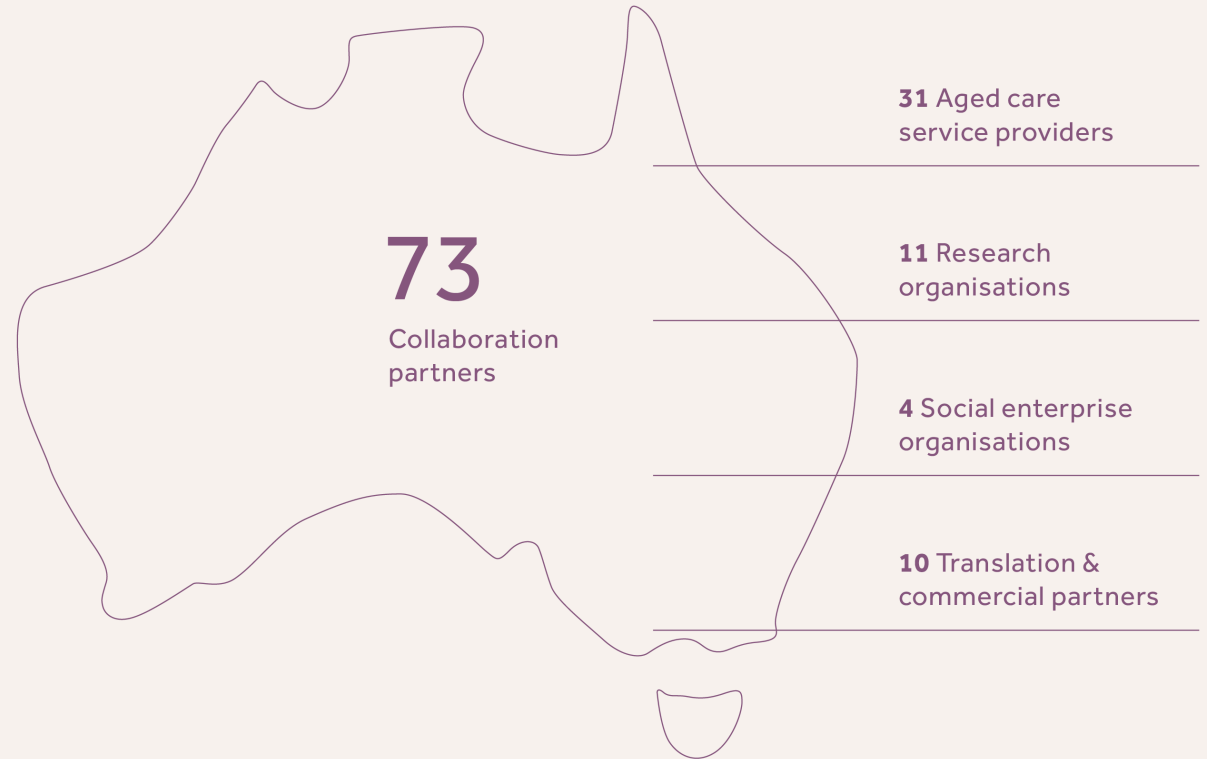 73
Collaboration
partners
31 Aged care
service providers
11 Research
organisations
4 Social enterprise
organisations
10 Translation &
commercial partners